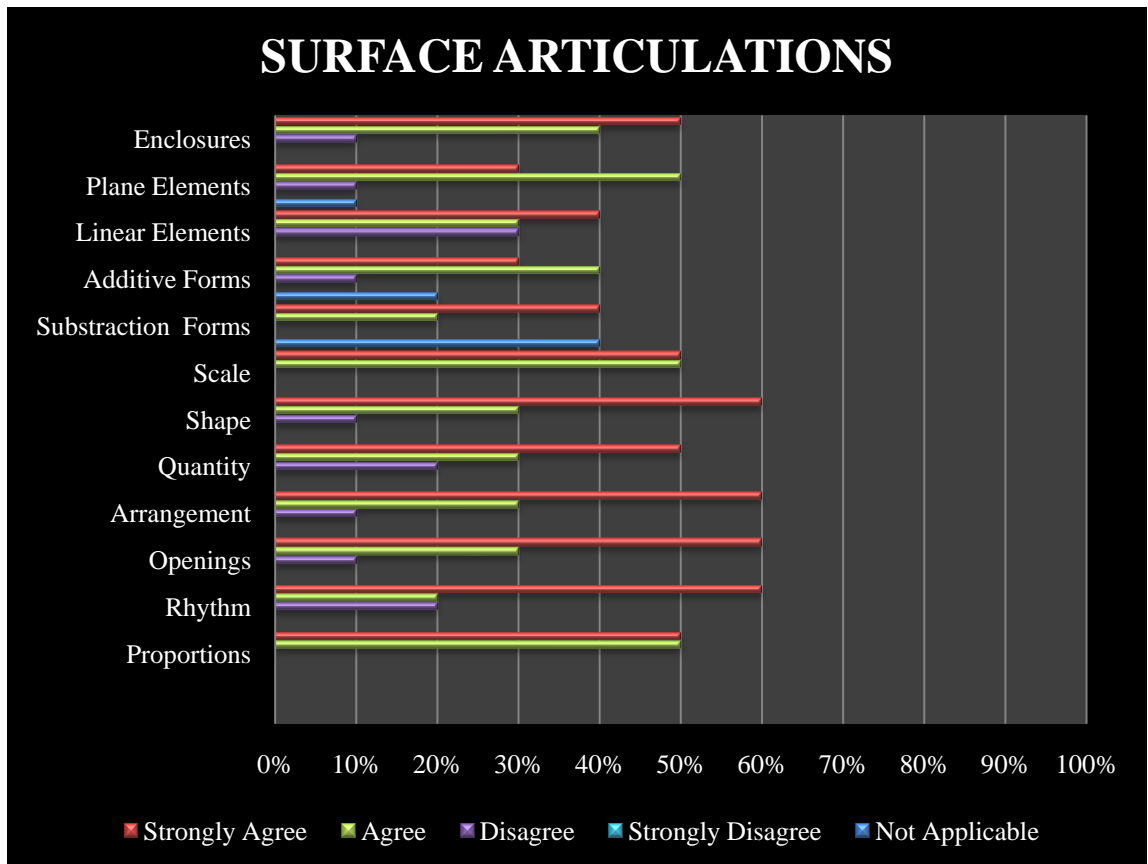 SURFACE ARTICULATIONS
Enclosures
Plane Elements
Linear Elements
Additive Forms
Substraction Forms
Scale
Shape
Quantity
Arrangement
Openings
Rhythm
Proportions
0% 10% 20% 30% 40% 50% 60% 70% 80% 90% 100%
Strongly Agree Agree Disagree Strongly Disagree Not Applicable